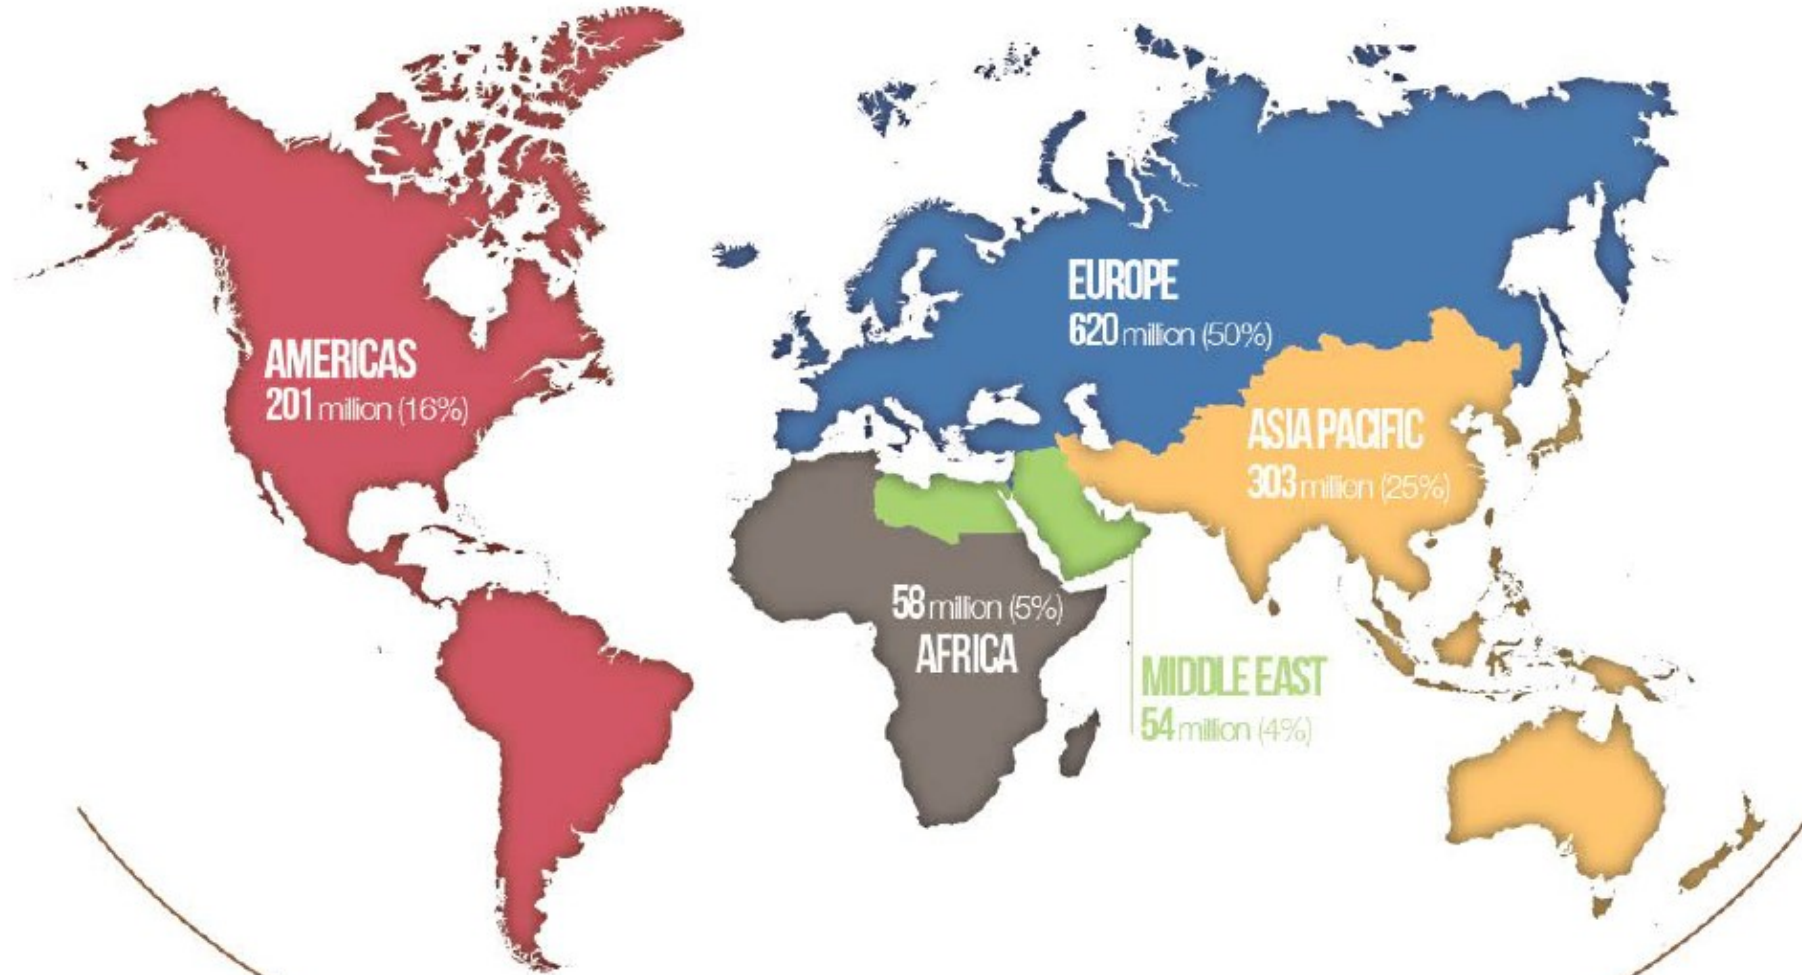 EUROPE
620 million (50%)
AMERICAS
201 million (16%)
ASIA PACIFIC
303 million (25%)
58 million (5%)
AFRICA
MIDDLE EAST
54 million (4%)